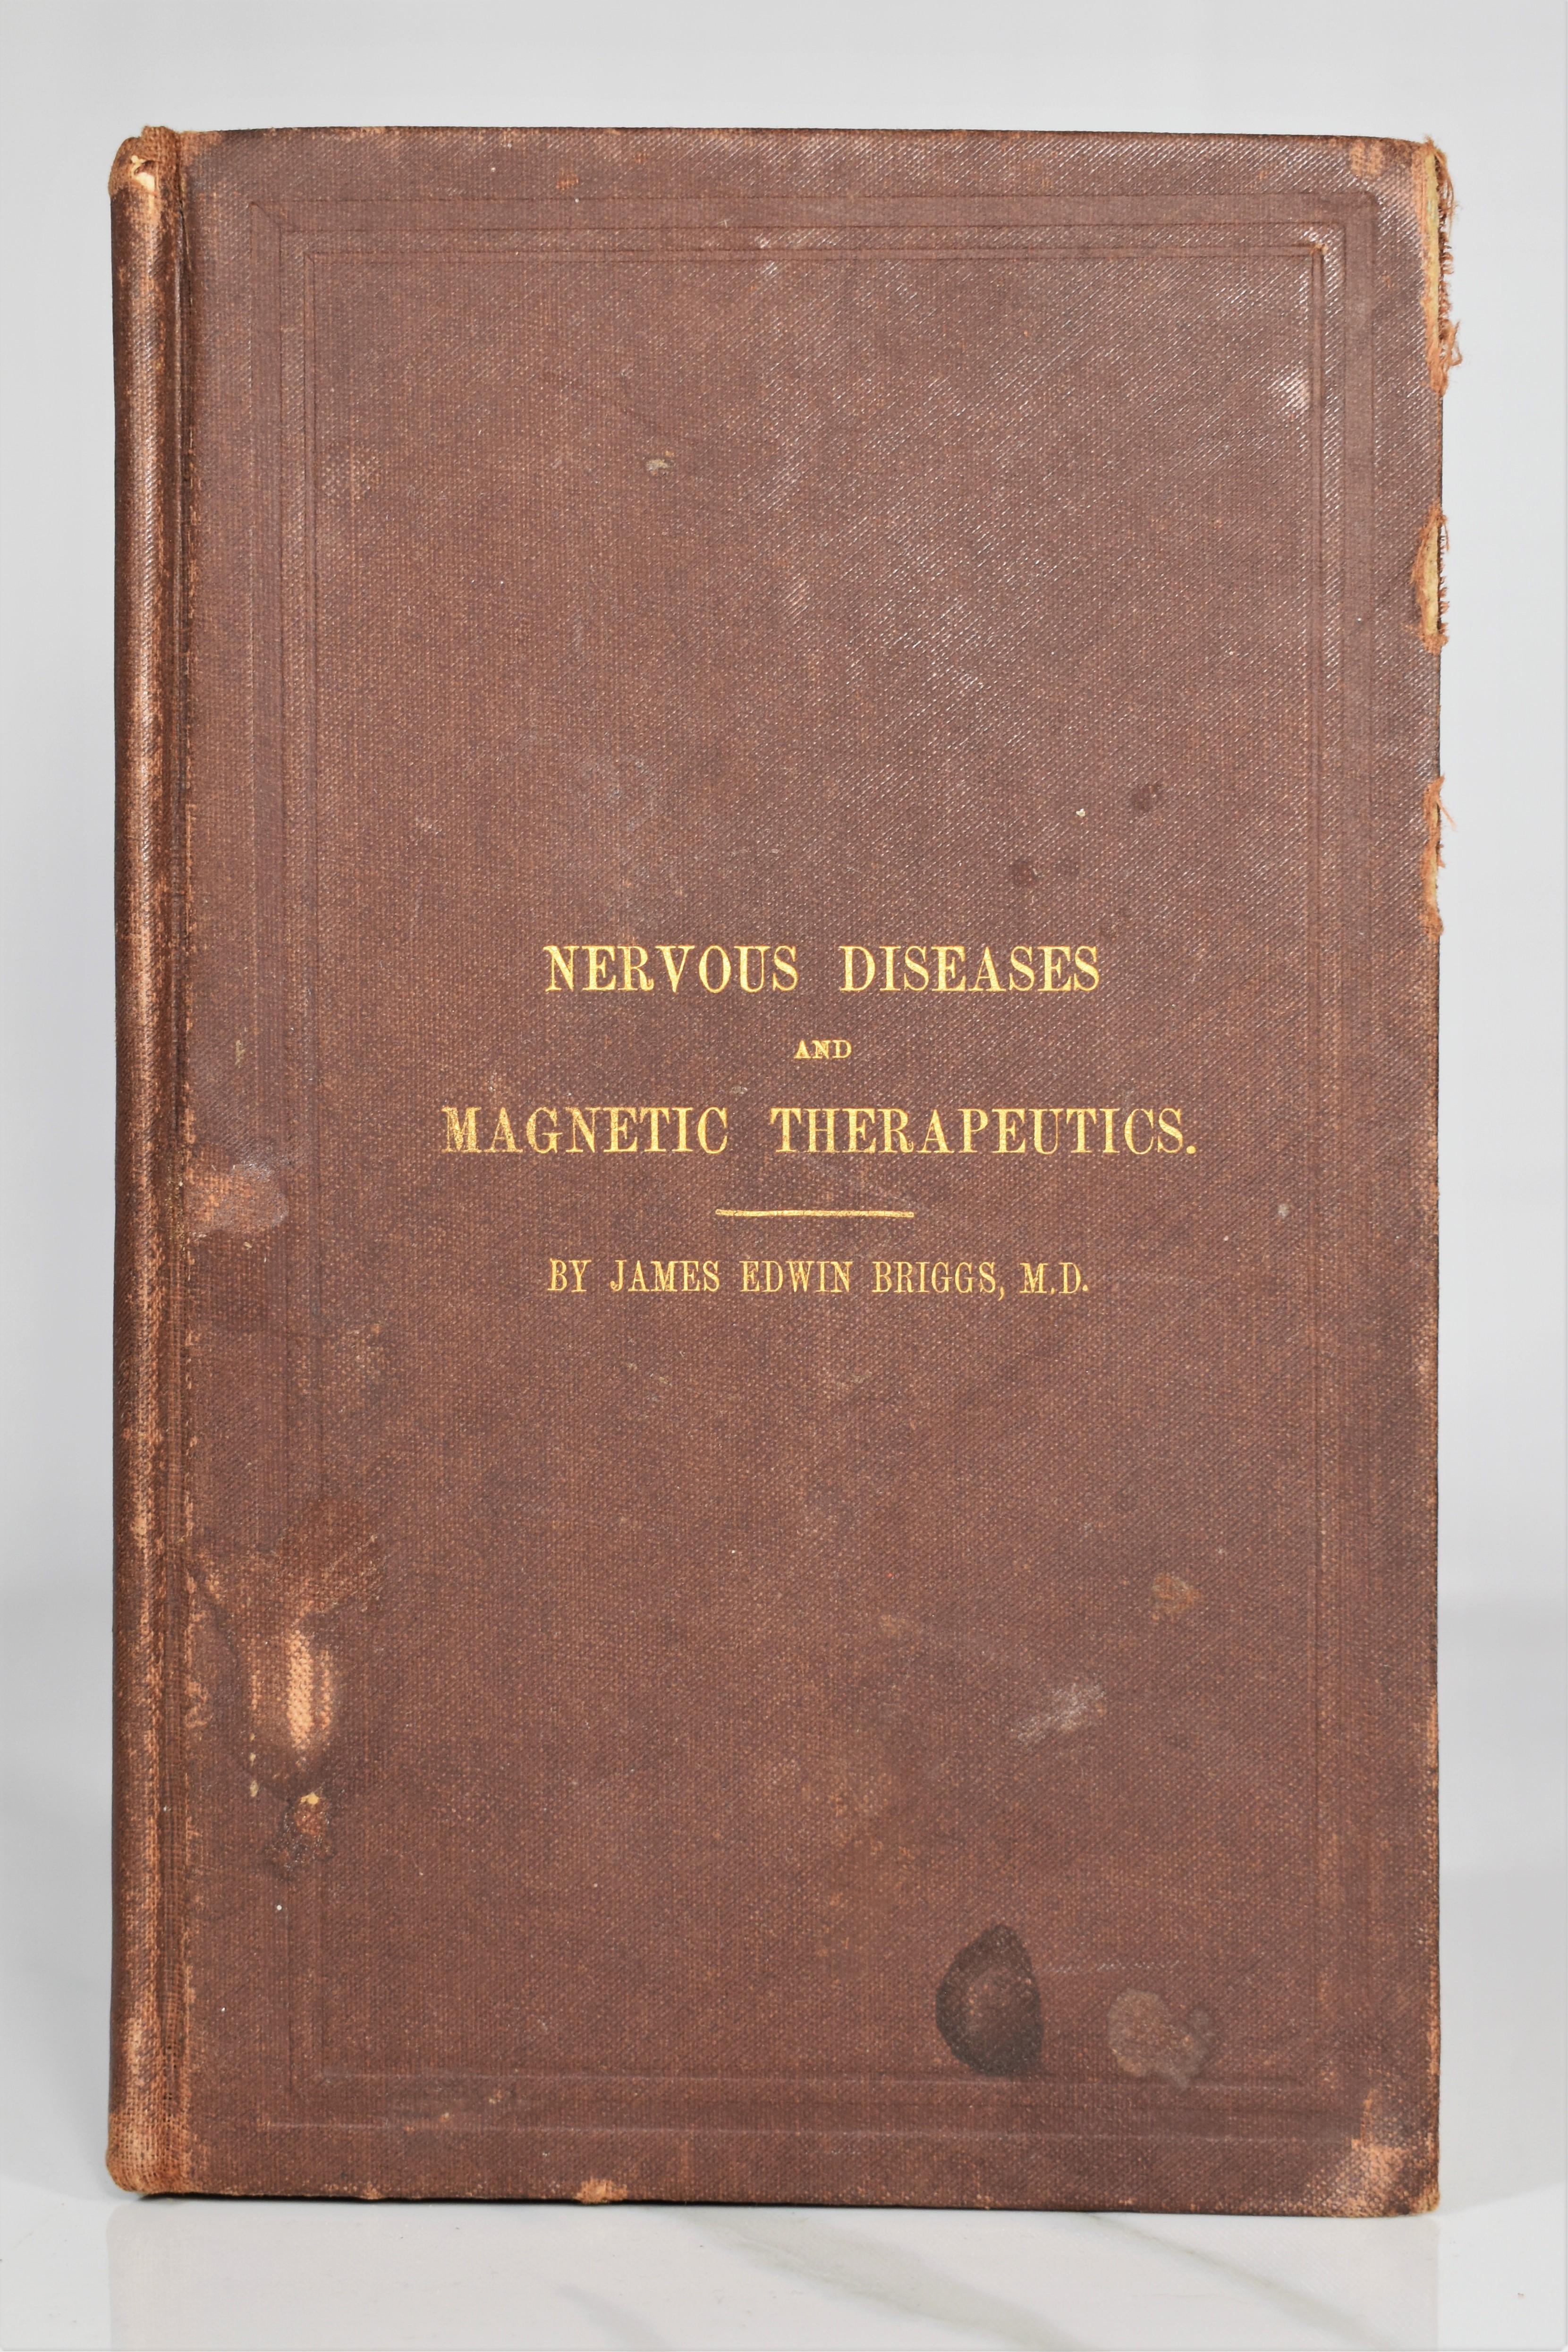 NERVOUS DISEASES
AND
MAGNETIC THERAPEUTICS.
BY JAMES EDWIN BRIGGS, M.D.